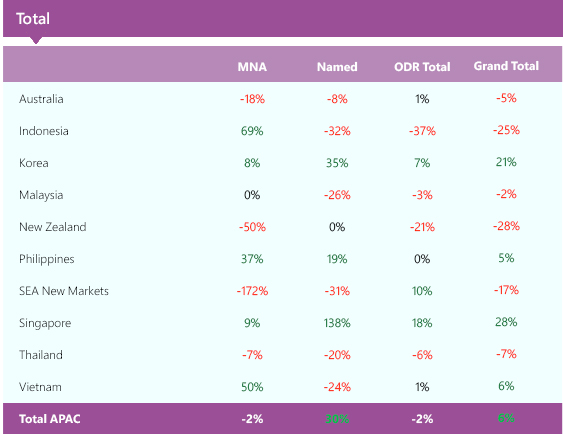 Total
MNA Named ODR Total Grand Total
Australia -18% -8% 1% -5%
Indonesia 69% -32% -37% -25%
Korea 8% 35% 7% 21%
Malaysia 0% -26% -3% -2%
New Zealand -50% 0% -21% -28%
Philippines 37% 19% 0% 5%
SEA New Markets -172% -31% 10% -17%
Singapore 9% 138% 18% 28%
Thailand -7% -20% -6% -7%
Vietnam 50% -24% 1% 6%
Total APAC -2% 30% -2% 6%